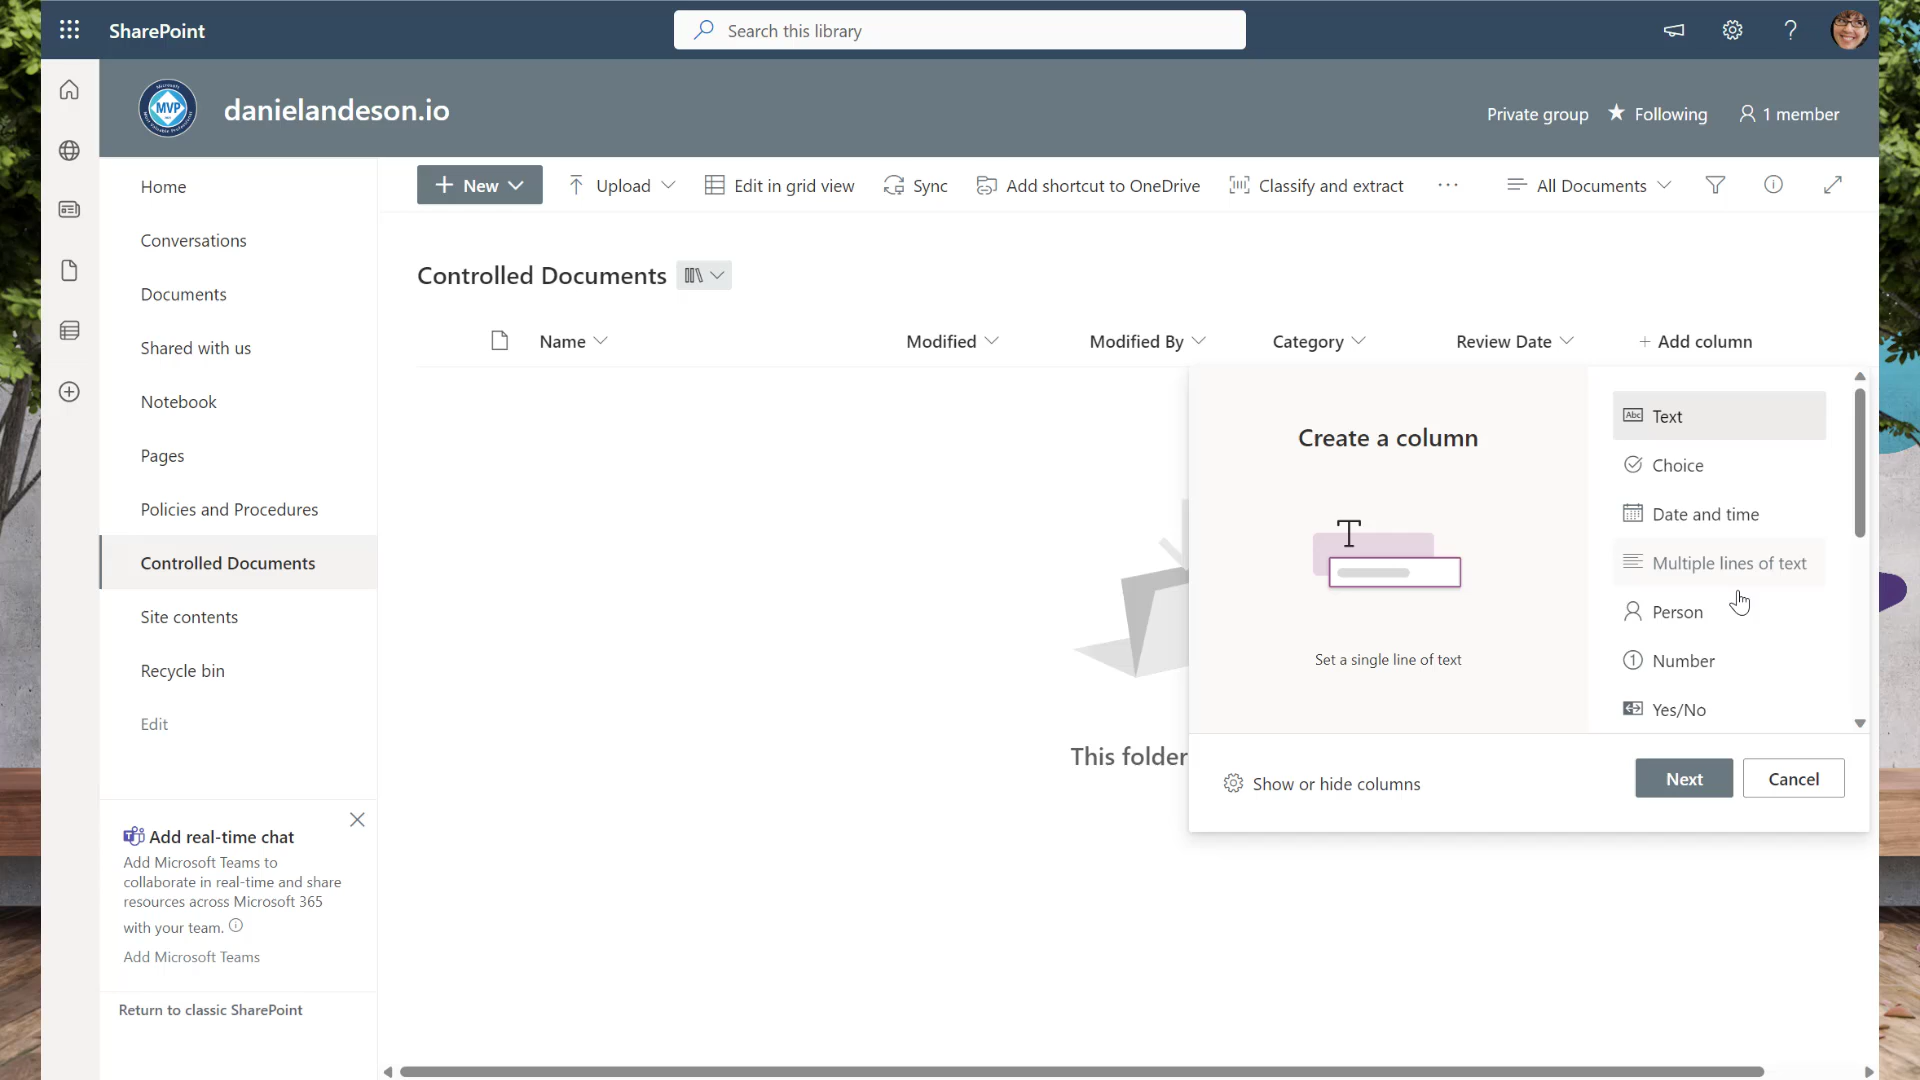 SharePoint
Search this library
MVP
danielandeson.io
Private group
Following
1 member
Home
Conversations
Documents
Shared with us
Notebook
Pages
Policies and Procedures
Controlled Documents
Site contents
Recycle bin
Edit
New
Upload
Edit in grid view
Sync
Add shortcut to OneDrive
Classify and extract
All Documents
Controlled Documents
Name
Modified
Modified By
Category
Review Date
+ Add column
Create a column
T
Set a single line of text
Abc Text
Choice
Date and time
Multiple lines of text
Person
1 Number
Yes/No
This folder
Show or hide columns
Next
Cancel
Add real-time chat
Add Microsoft Teams to
collaborate in real-time and share
resources across Microsoft 365
with your team.
Add Microsoft Teams
Return to classic SharePoint